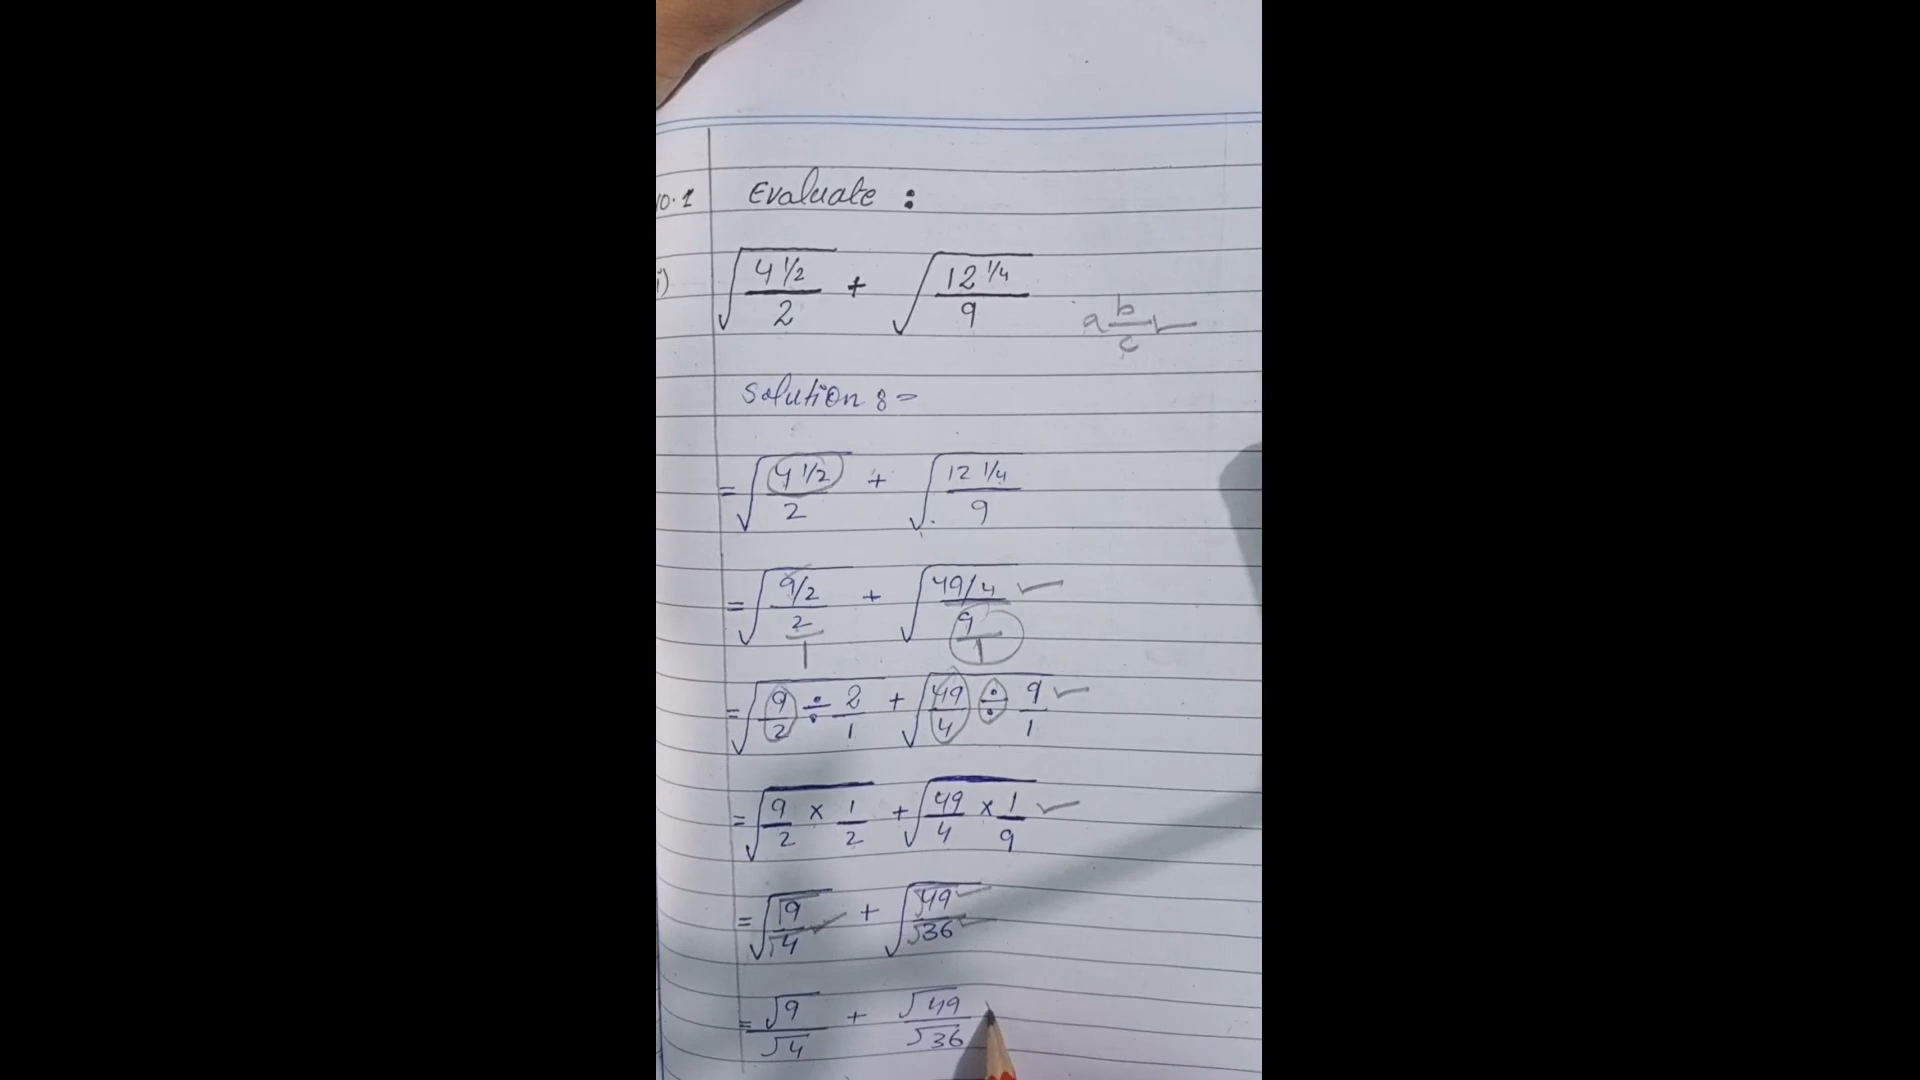 0.1 Evaluate :
i) √(4 1/2 / 2) + √(12 1/4 / 9)
a b/c
Solution :-
= √(4 1/2 / 2) + √(12 1/4 / 9)
= √(9/2 / 2/1) + √(49/4 / 9/1)
= √(9/2 ÷ 2/1) + √(49/4 ÷ 9/1)
= √(9/2 × 1/2) + √(49/4 × 1/9)
= √(√9/√4) + √(√49/√36)
= √9/√4 + √49/√36